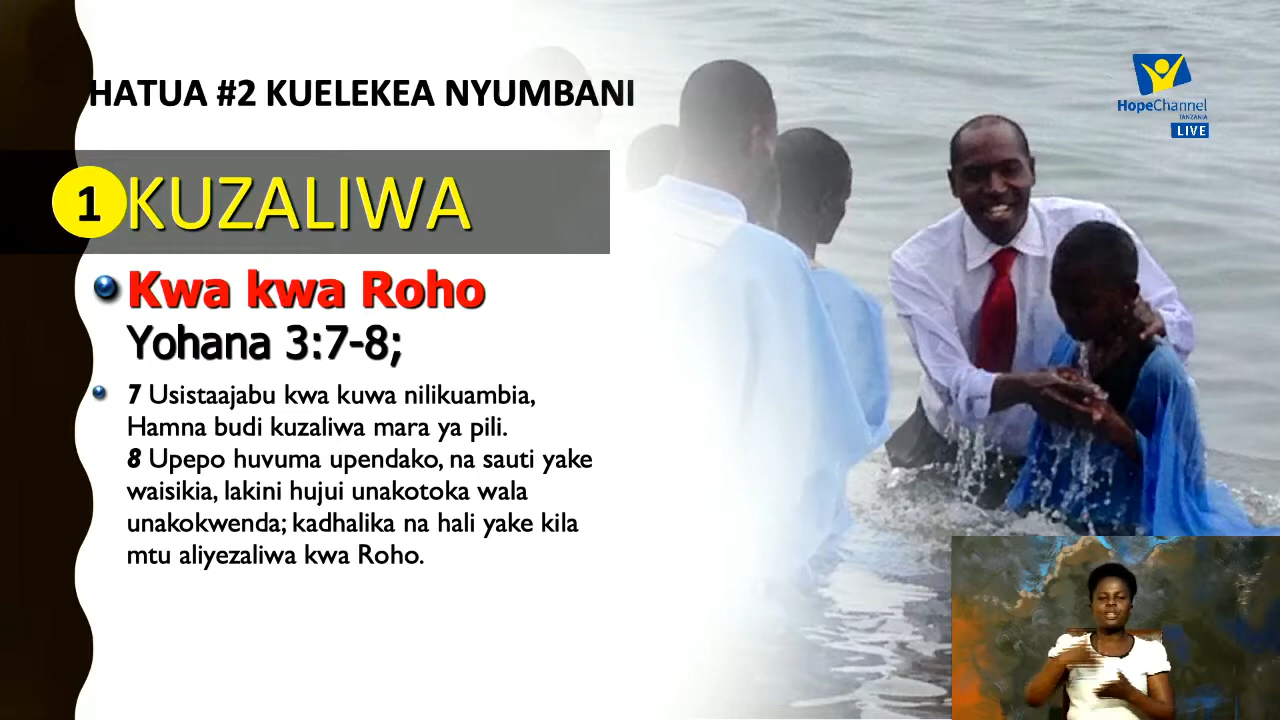 HATUA #2 KUELEKEA NYUMBANI
HopeChannel
TANZANIA
LIVE
1 KUZALIWA
Kwa kwa Roho
Yohana 3:7-8;
7 Usistaajabu kwa kuwa nilikuambia,
Hamna budi kuzaliwa mara ya pili.
8 Upepo huvuma upendako, na sauti yake
waisikia, lakini hujui unakotoka wala
unakokwenda; kadhalika na hali yake kila
mtu aliyezaliwa kwa Roho.